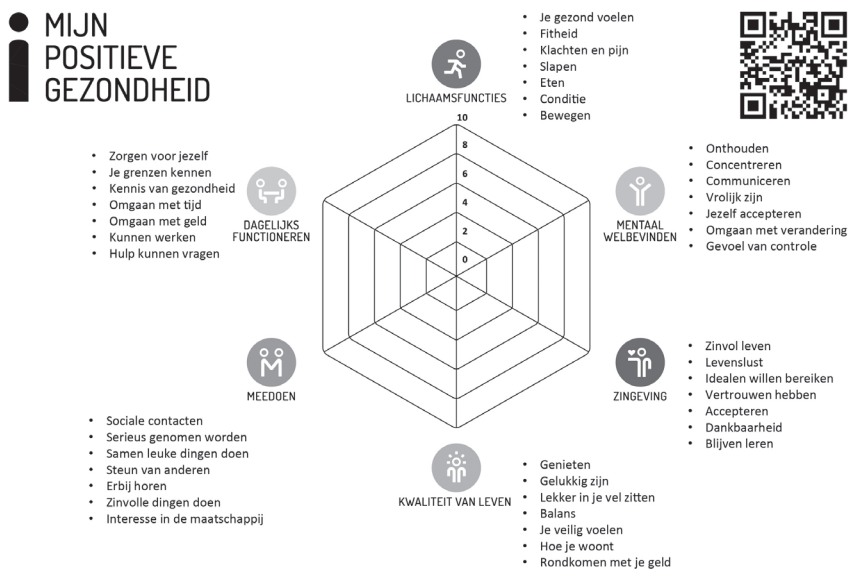 MIJN
POSITIEVE
GEZONDHEID
LICHAAMSFUNCTIES
• Je gezond voelen
• Fitheid
• Klachten en pijn
• Slapen
• Eten
• Conditie
• Bewegen
10
8
6
4
2
0
MENTAAL
WELBEVINDEN
• Onthouden
• Concentreren
• Communiceren
• Vrolijk zijn
• Jezelf accepteren
• Omgaan met verandering
• Gevoel van controle
ZINGEVING
• Zinvol leven
• Levenslust
• Idealen willen bereiken
• Vertrouwen hebben
• Accepteren
• Dankbaarheid
• Blijven leren
KWALITEIT VAN LEVEN
• Genieten
• Gelukkig zijn
• Lekker in je vel zitten
• Balans
• Je veilig voelen
• Hoe je woont
• Rondkomen met je geld
MEEDOEN
• Sociale contacten
• Serieus genomen worden
• Samen leuke dingen doen
• Steun van anderen
• Erbij horen
• Zinvolle dingen doen
• Interesse in de maatschappij
DAGELIJKS
FUNCTIONEREN
• Zorgen voor jezelf
• Je grenzen kennen
• Kennis van gezondheid
• Omgaan met tijd
• Omgaan met geld
• Kunnen werken
• Hulp kunnen vragen